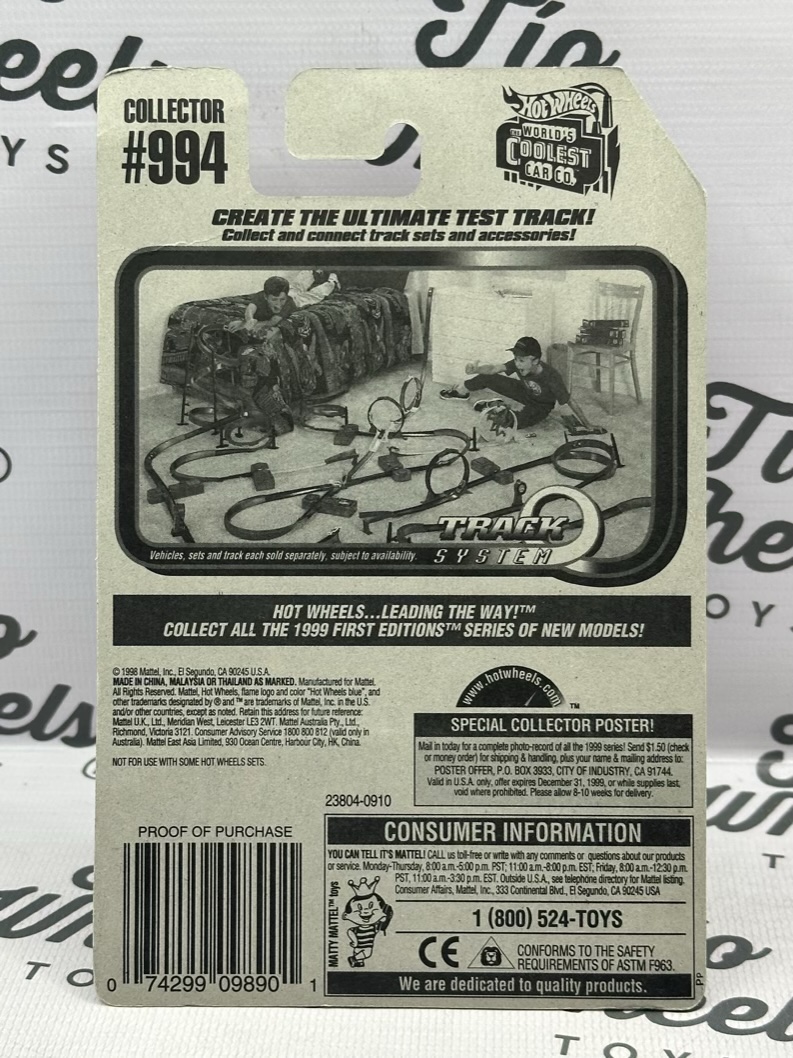 COLLECTOR
#994
HOT WHEELS
THE WORLD'S
COOLEST
CAR CO.
CREATE THE ULTIMATE TEST TRACK!
Collect and connect track sets and accessories!
TRACK
SYSTEM
Vehicles, sets and track each sold separately, subject to availability.
HOT WHEELS...LEADING THE WAY!™
COLLECT ALL THE 1999 FIRST EDITIONS™ SERIES OF NEW MODELS!
© 1998 Mattel, Inc., El Segundo, CA 90245 U.S.A.
MADE IN CHINA, MALAYSIA OR THAILAND AS MARKED. Manufactured for Mattel.
All Rights Reserved. Mattel, Hot Wheels, flame logo and color "Hot Wheels blue", and
other trademarks designated by ® and ™ are trademarks of Mattel, Inc. in the U.S.
and/or other countries, except as noted. Retain this address for future reference:
Mattel U.K., Ltd., Meridian West, Leicester LE3 2WT. Mattel Australia Pty., Ltd.,
Richmond, Victoria 3121. Consumer Advisory Service 1800 800 812 (valid only in
Australia). Mattel East Asia Limited, 930 Ocean Centre, Harbour City, HK, China.
NOT FOR USE WITH SOME HOT WHEELS SETS.
23804-0910
www.hotwheels.com ™
SPECIAL COLLECTOR POSTER!
Mail in today for a complete photo-record of all the 1999 series! Send $1.50 (check
or money order) for shipping & handling, plus your name & mailing address to:
POSTER OFFER, P.O. BOX 3933, CITY OF INDUSTRY, CA 91744.
Valid in U.S.A. only, offer expires December 31, 1999, or while supplies last,
void where prohibited. Please allow 8-10 weeks for delivery.
PROOF OF PURCHASE
0 74299 09890 1
CONSUMER INFORMATION
YOU CAN TELL IT'S MATTEL! CALL us toll-free or write with any comments or questions about our products
or service. Monday-Thursday, 8:00 a.m.-5:00 p.m. PST; 11:00 a.m.-8:00 p.m. EST; Friday, 8:00 a.m.-12:30 p.m.
PST, 11:00 a.m.-3:30 p.m. EST. Outside U.S.A., see telephone directory for Mattel listing.
Consumer Affairs, Mattel, Inc., 333 Continental Blvd., El Segundo, CA 90245 USA
MATTY MATTEL™ toys
1 (800) 524-TOYS
CE
CONFORMS TO THE SAFETY
REQUIREMENTS OF ASTM F963.
We are dedicated to quality products.
PP
Tío
Wheels
TOYS